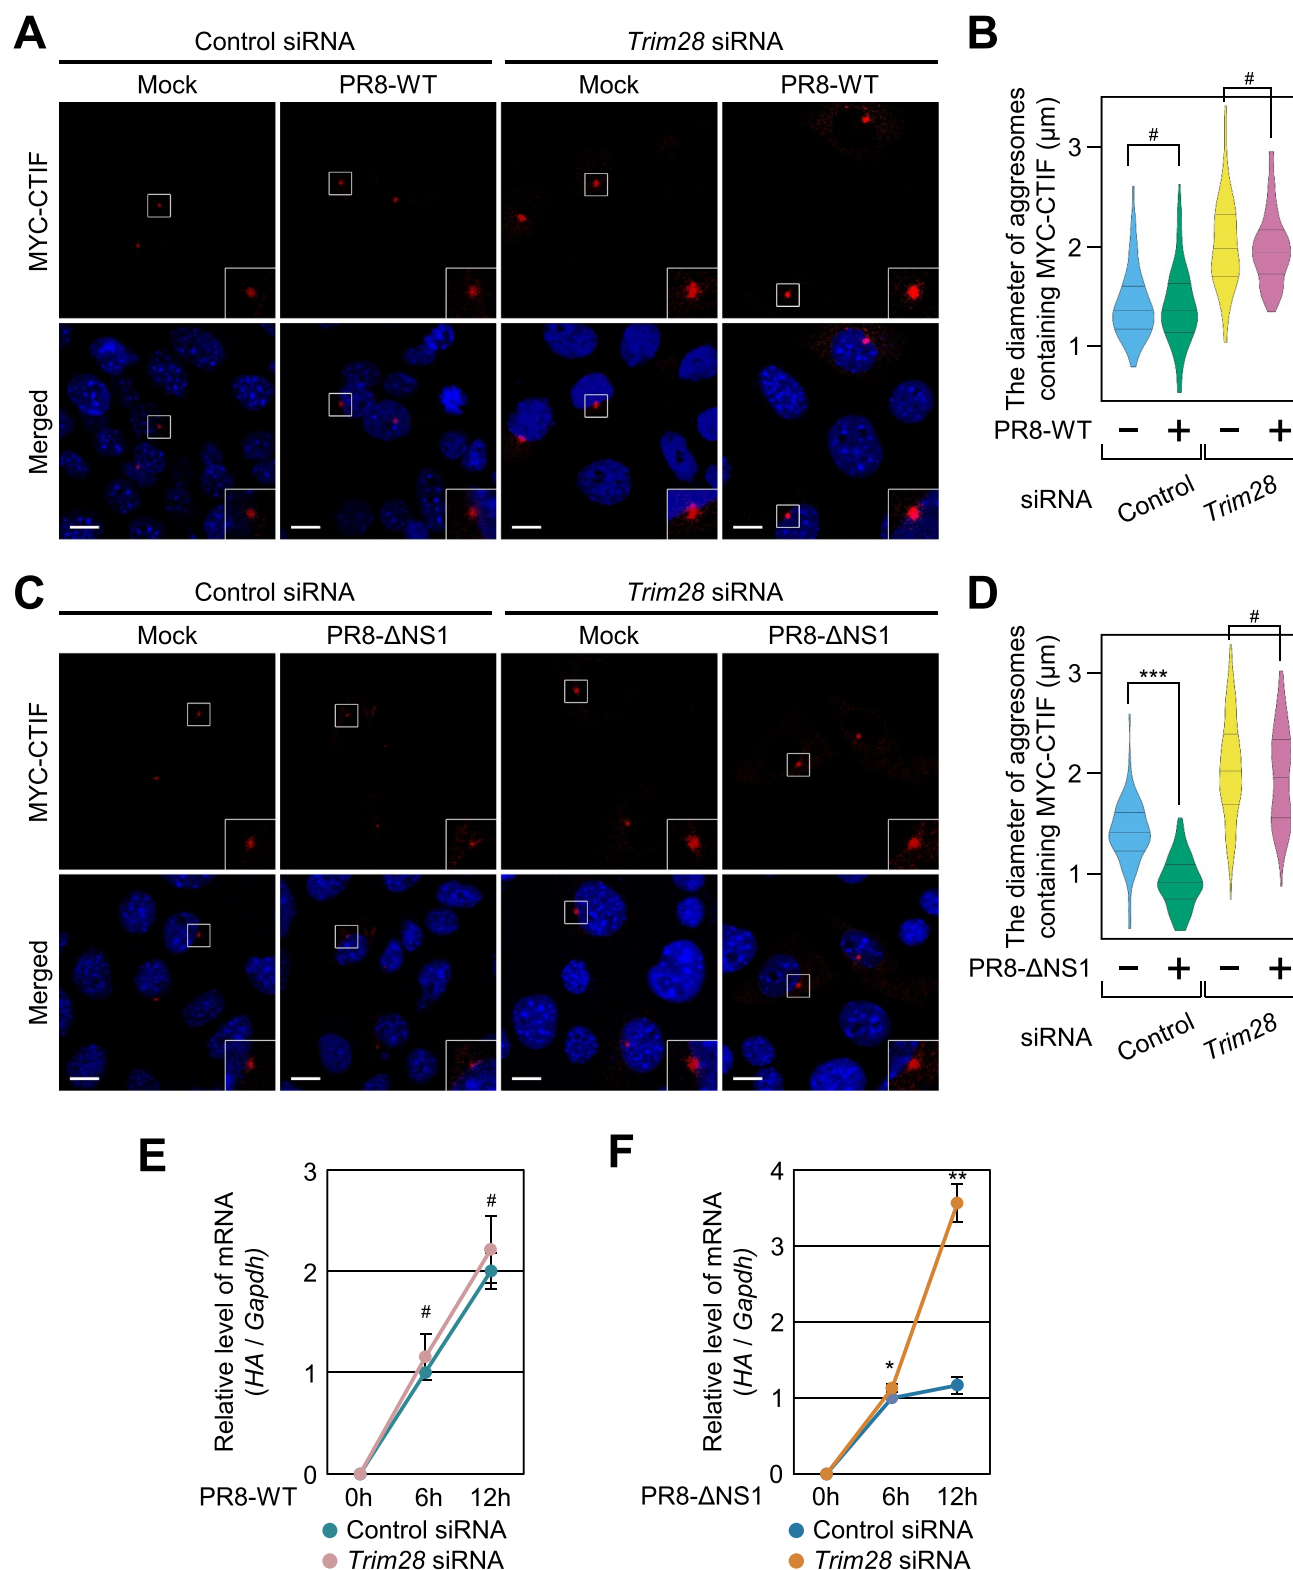 A
Control siRNA
Trim28 siRNA
Mock
PR8-WT
Mock
PR8-WT
MYC-CTIF
Merged
B
The diameter of aggresomes
containing MYC-CTIF (μm)
3
2
1
#
#
PR8-WT
− + − +
siRNA
Control
Trim28
C
Control siRNA
Trim28 siRNA
Mock
PR8-ΔNS1
Mock
PR8-ΔNS1
MYC-CTIF
Merged
D
The diameter of aggresomes
containing MYC-CTIF (μm)
3
2
1
***
#
PR8-ΔNS1
− + − +
siRNA
Control
Trim28
E
Relative level of mRNA
(HA / Gapdh)
3
2
1
0
#
#
PR8-WT
0h 6h 12h
Control siRNA
Trim28 siRNA
F
Relative level of mRNA
(HA / Gapdh)
4
3
2
1
0
*
**
PR8-ΔNS1
0h 6h 12h
Control siRNA
Trim28 siRNA